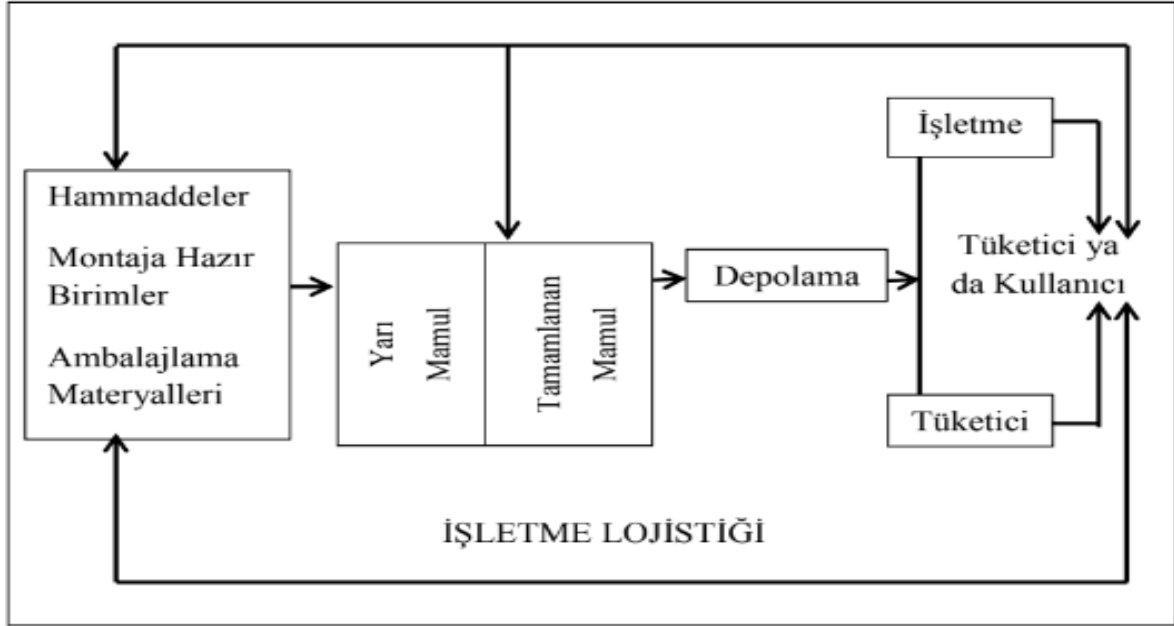 Hammaddeler
Montaja Hazır
Birimler
Ambalajlama
Materyalleri
Yarı
Mamul
Tamamlanan
Mamul
Depolama
İşletme
Tüketici ya
da Kullanıcı
Tüketici
İŞLETME LOJİSTİĞİ